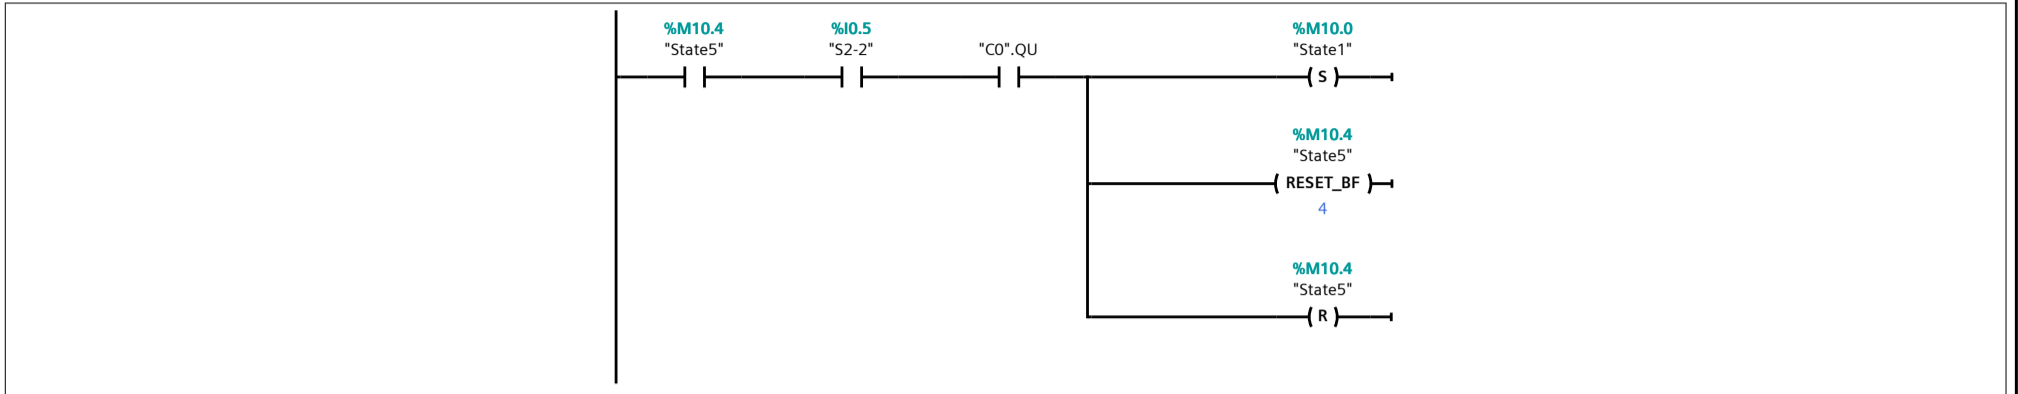 %M10.4
"State5"
%I0.5
"S2-2"
"C0".QU
%M10.0
"State1"
S
%M10.4
"State5"
RESET_BF
4
%M10.4
"State5"
R